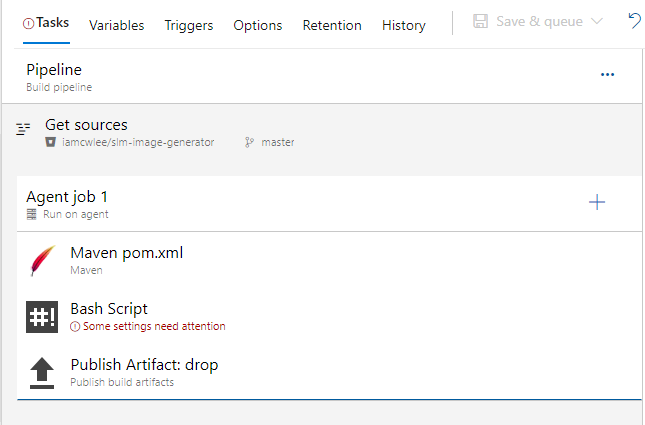 Tasks Variables Triggers Options Retention History Save & queue
Pipeline
Build pipeline
Get sources
iamcwlee/slm-image-generator master
Agent job 1
Run on agent
Maven pom.xml
Maven
#!
Bash Script
Some settings need attention
Publish Artifact: drop
Publish build artifacts